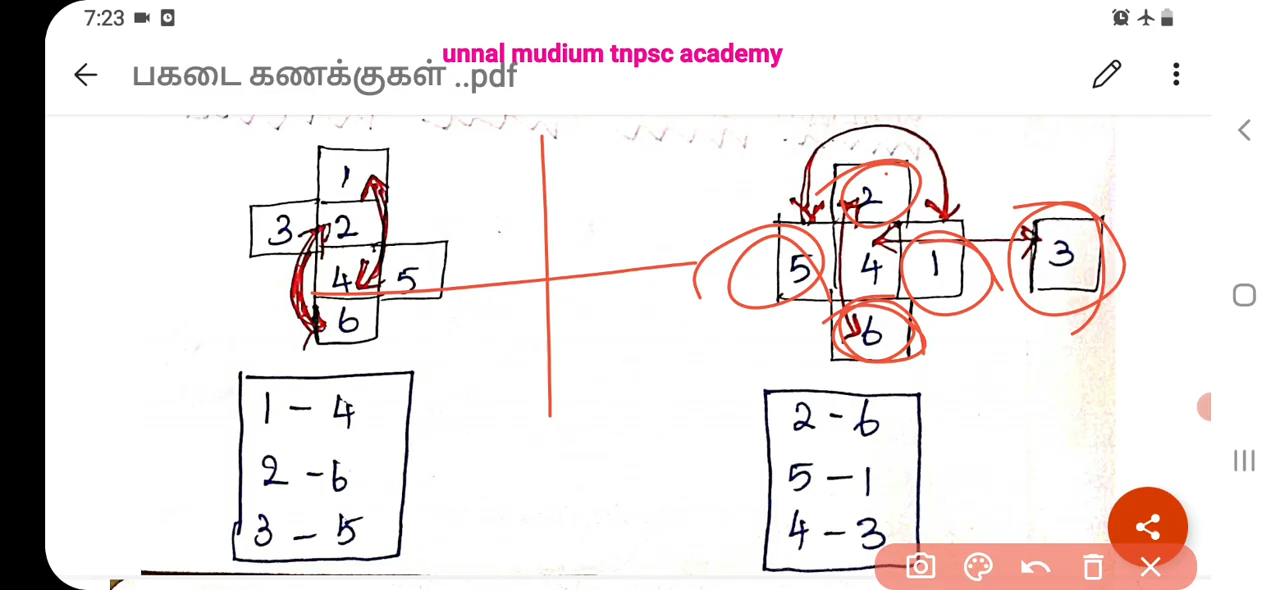 7:23
unnal mudium tnpsc academy
பகடை கணக்குகள் ..pdf
1
3 2
4 5
6
2
5 4 1 3
6
1 - 4
2 - 6
3 - 5
2 - 6
5 - 1
4 - 3